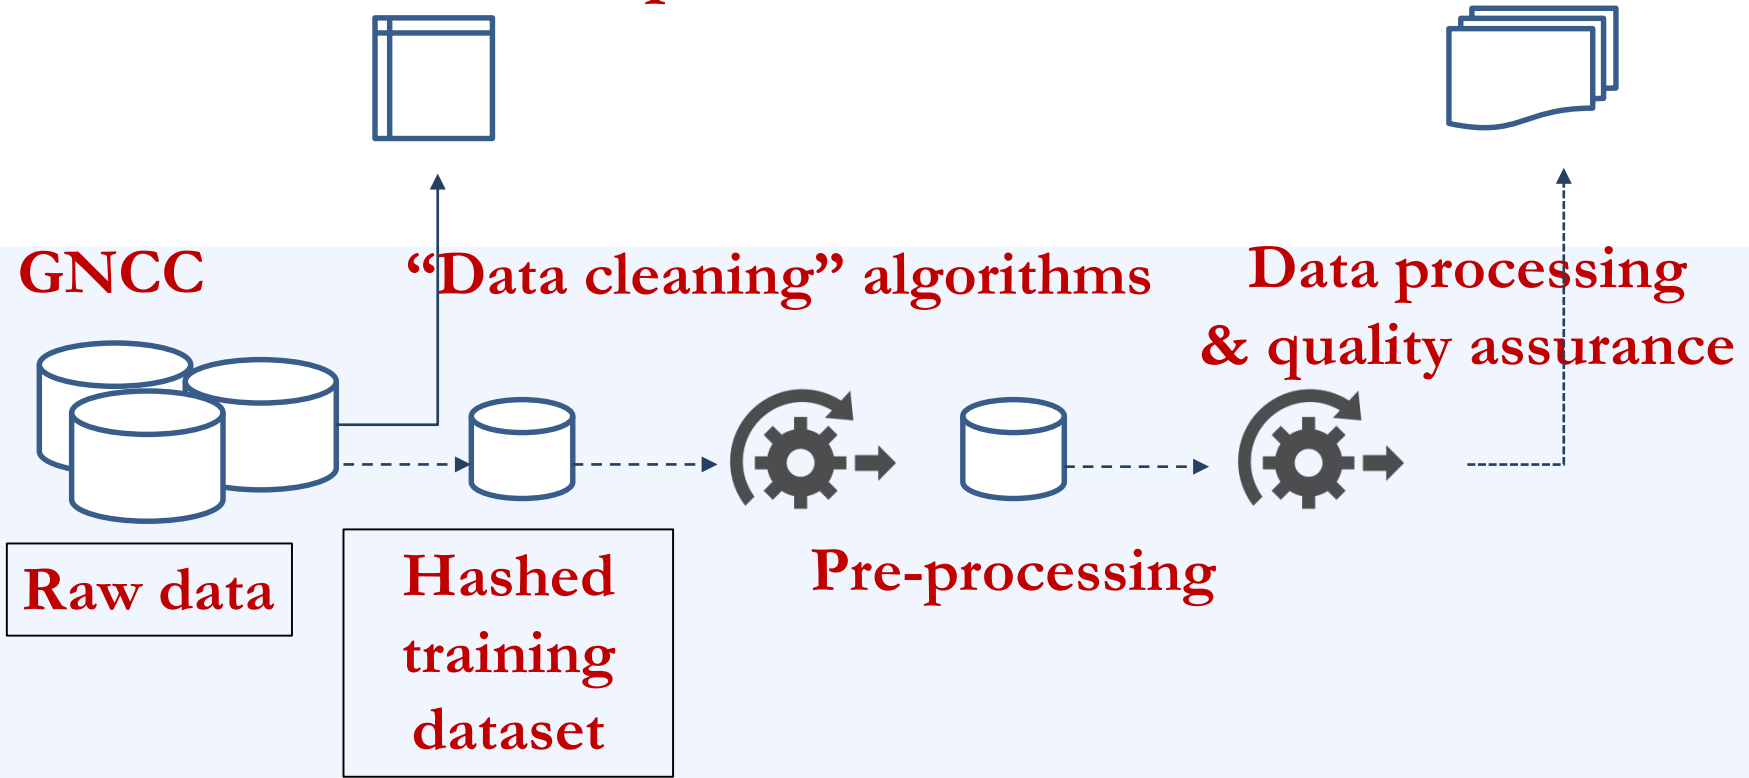 GNCC
“Data cleaning” algorithms
Data processing
& quality assurance
Raw data
Hashed
training
dataset
Pre-processing